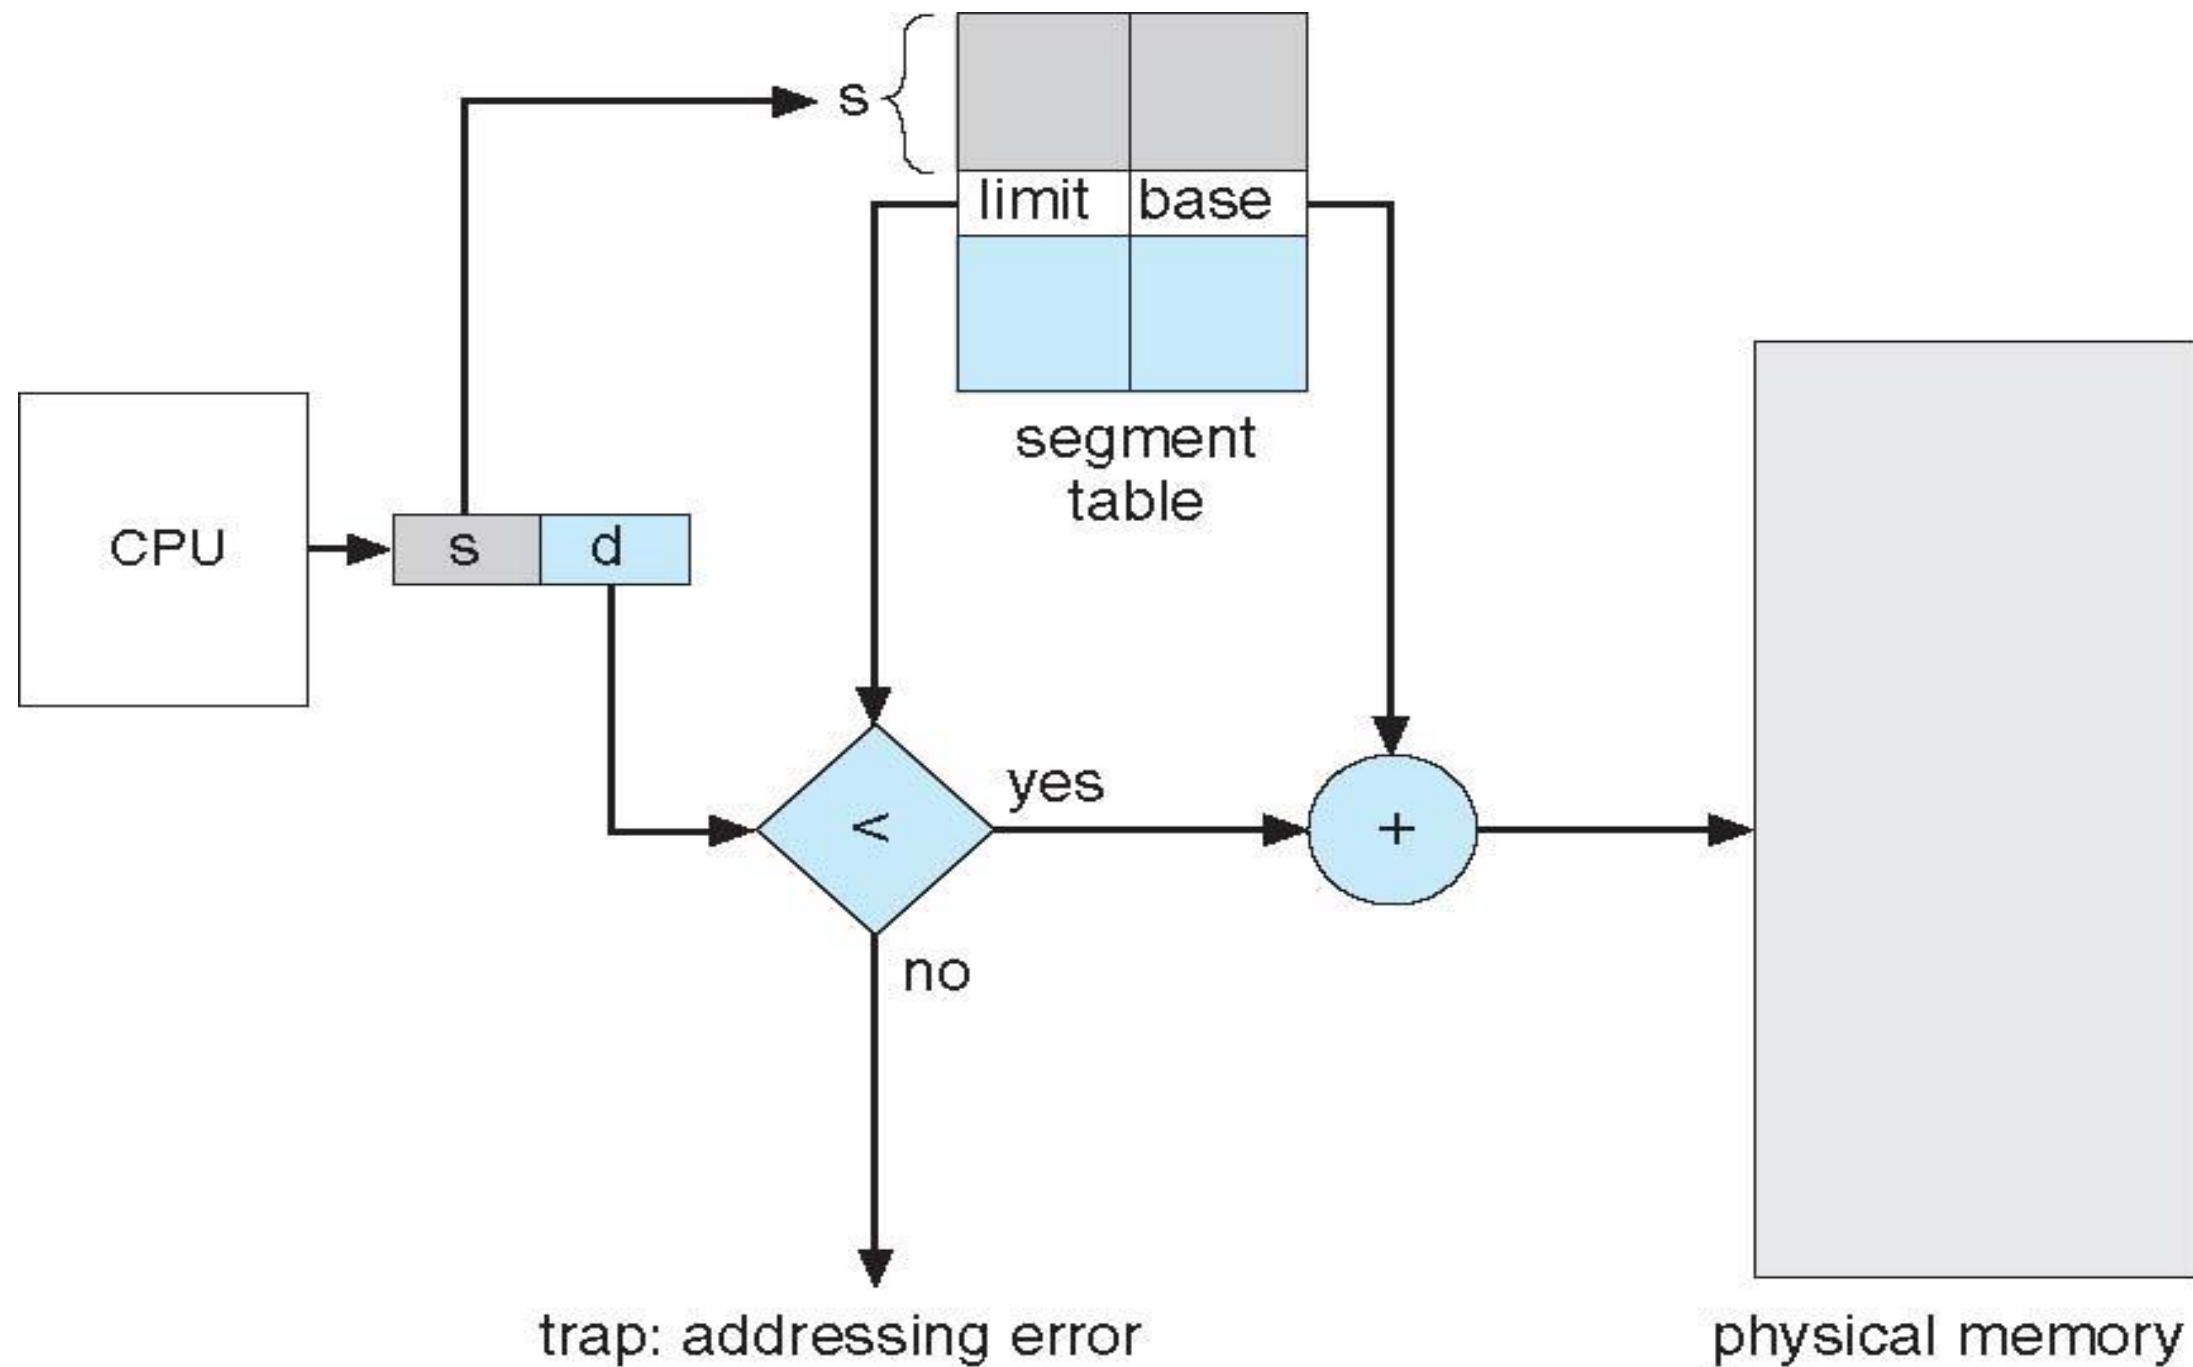 s
limit base
segment
table
CPU
s d
yes
<
+
no
trap: addressing error
physical memory